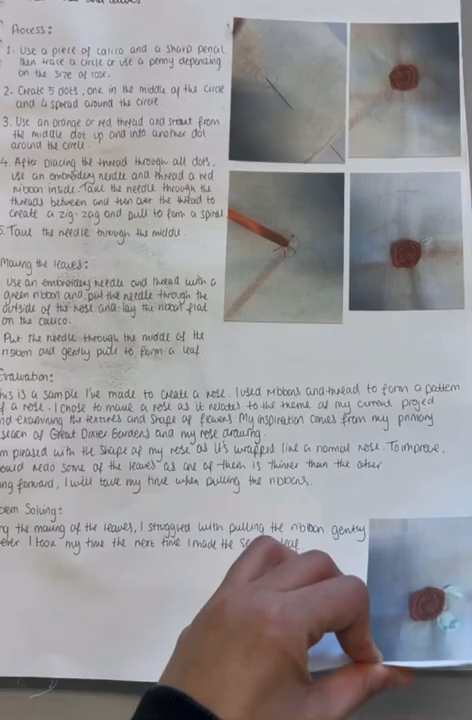 and leaves
Process:
1. Use a piece of calico and a sharp pencil
then trace a circle or use a penny depending
on the size of rose.
2. Create 5 dots, one in the middle of the circle
and 4 spread around the circle.
3. Use an orange or red thread and start from
the middle dot up and into another dot
around the circle.
4. After placing the thread through all dots,
use an embroidery needle and thread a red
ribbon inside. Take the needle through the
threads between and then over the thread to
create a zig-zag and pull to form a spiral.
5. Take the needle through the middle.
Making the leaves:
Use an embroidery needle and thread with a
green ribbon and put the needle through the
outside of the rose and lay the ribbon flat
on the calico.
Put the needle through the middle of the
ribbon and gently pull to form a leaf.
Evaluation:
his is a sample I've made to create a rose. I used ribbons and thread to form a pattern
f a rose. I chose to make a rose as it relates to the theme of my current project
nd examining the textures and shape of flowers. My inspiration comes from my primary
search of Great Dixter Gardens and my rose drawing.
m pleased with the shape of my rose as it's wrapped like a normal rose. To improve,
ould redo some of the leaves as one of them is thinner than the other
ing forward, I will take my time when pulling the ribbons.
blem Solving:
ng the making of the leaves, I struggled with pulling the ribbon gently
ever I took my time the next time I made the leaf